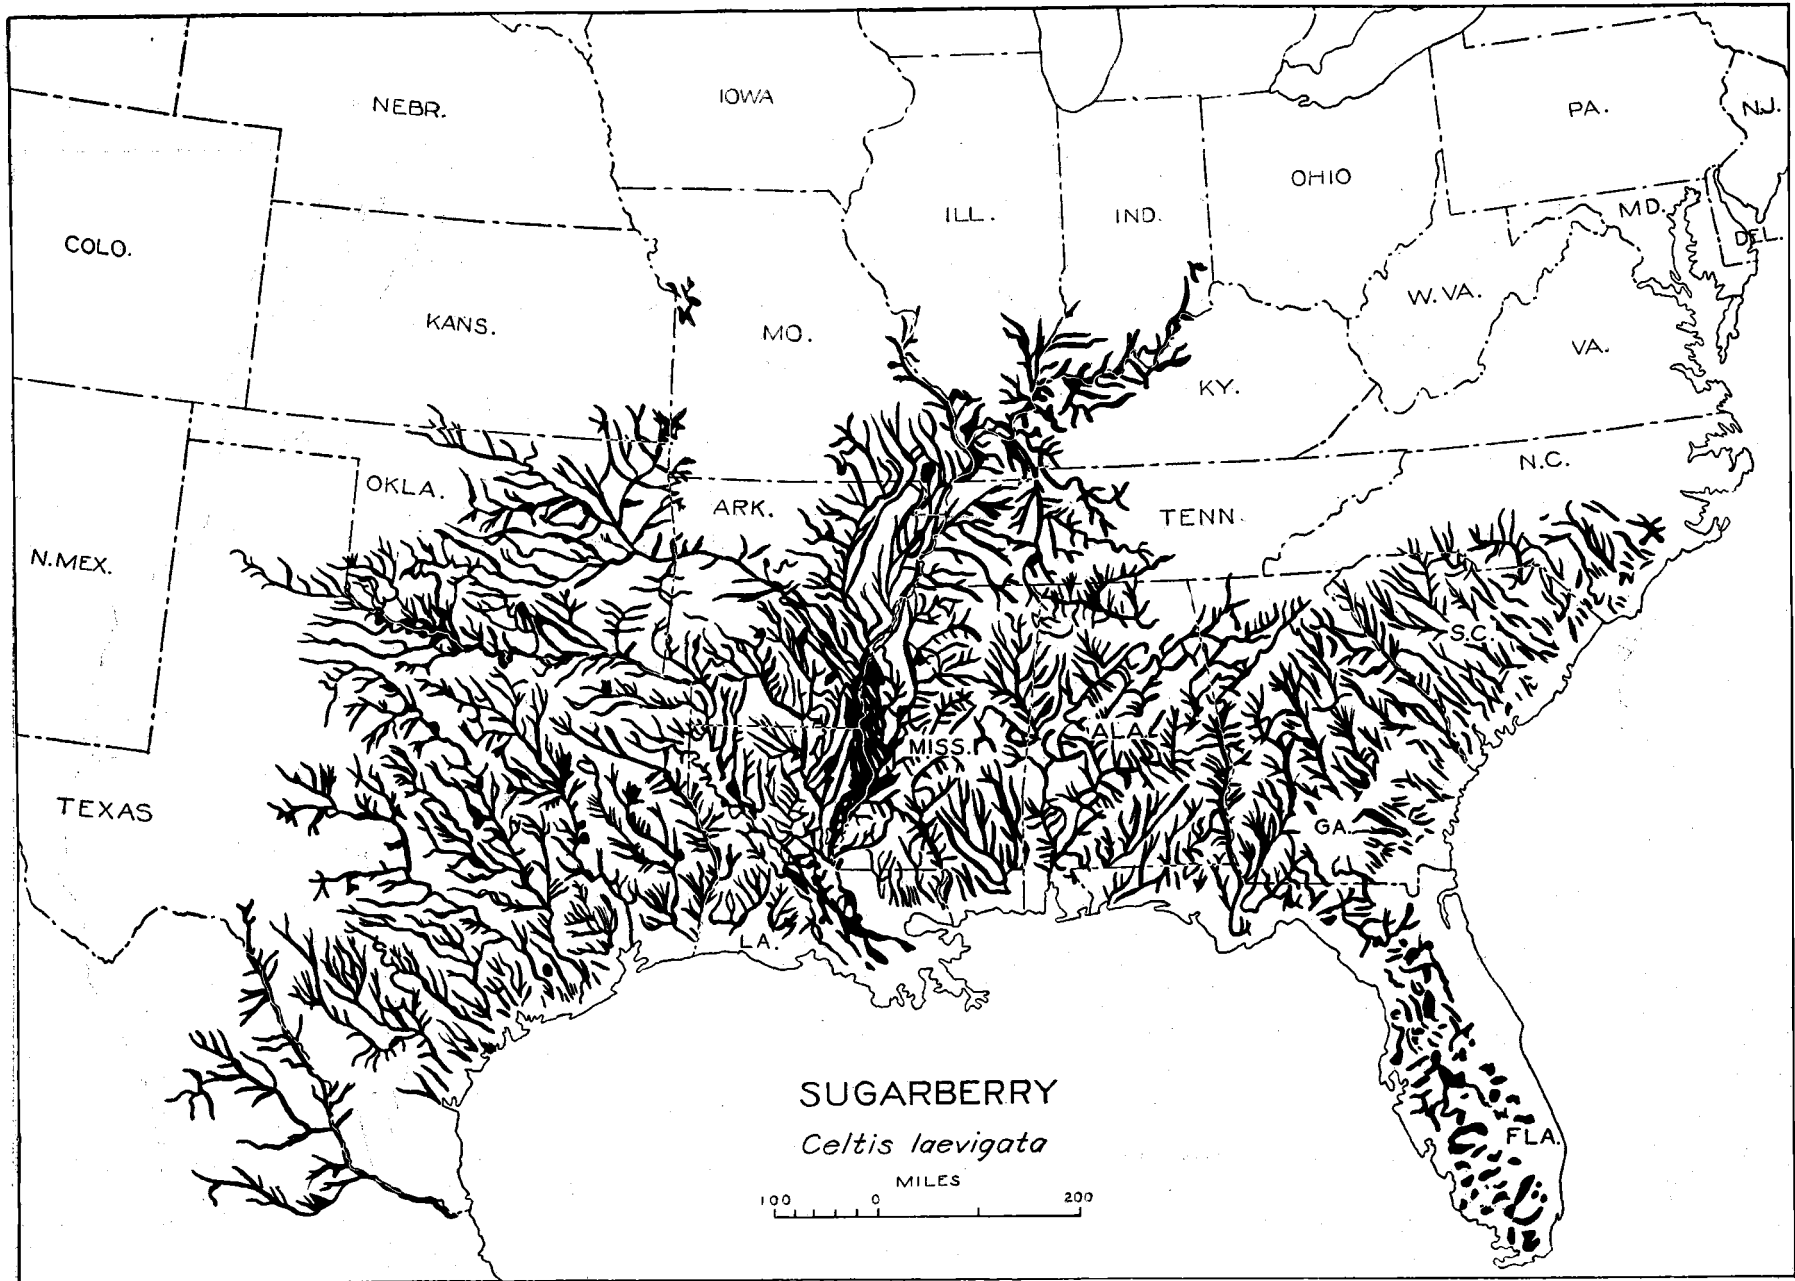 NEBR.
IOWA
PA.
N.J.
OHIO
ILL.
IND.
MD.
DEL.
COLO.
W. VA.
KANS.
MO.
VA.
KY.
N.C.
OKLA.
ARK.
TENN.
N.MEX.
S.C.
MISS.
ALA.
TEXAS
GA.
LA.
SUGARBERRY
Celtis laevigata
FLA.
MILES
100 0 200